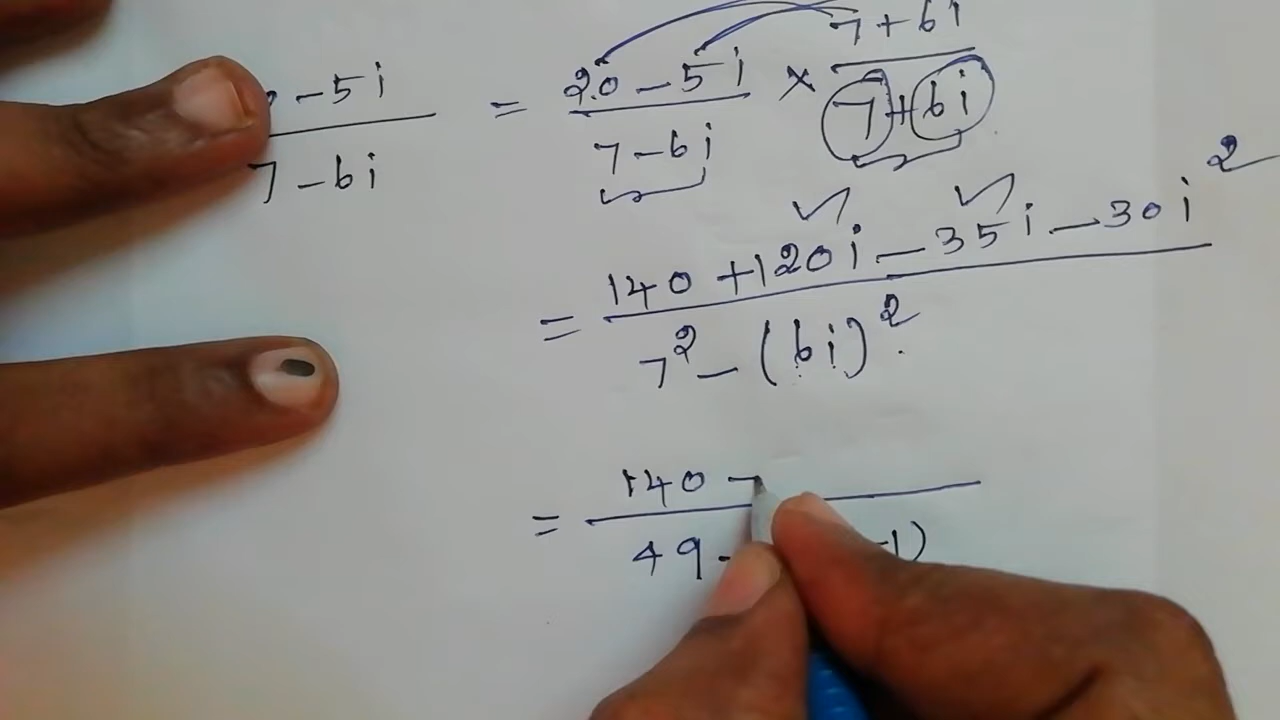 -5i / 7-6i = 20-5i / 7-6i × 7+6i / 7+6i
= 140+120i-35i-30i² / 7²-(6i)²
= 140 - / 49- -1)